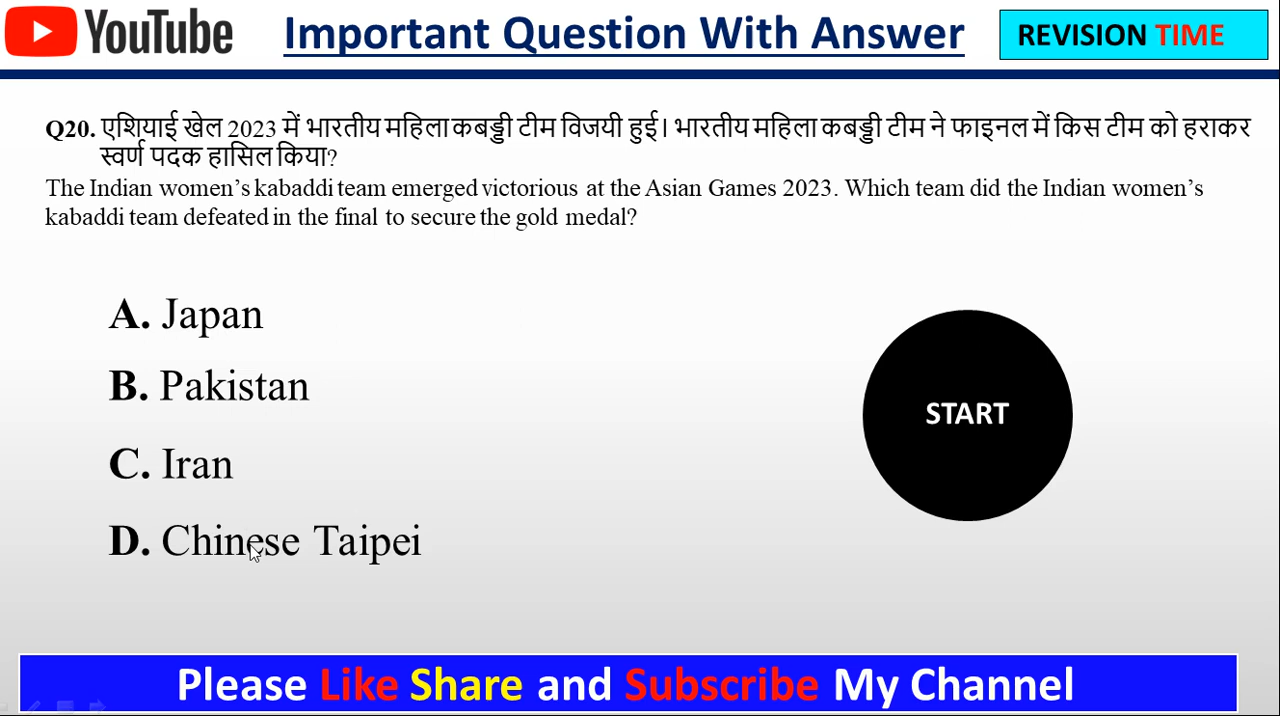 YouTube Important Question With Answer REVISION TIME
Q20. एशियाई खेल 2023 में भारतीय महिला कबड्डी टीम विजयी हुई। भारतीय महिला कबड्डी टीम ने फाइनल में किस टीम को हराकर
स्वर्ण पदक हासिल किया?
The Indian women’s kabaddi team emerged victorious at the Asian Games 2023. Which team did the Indian women’s
kabaddi team defeated in the final to secure the gold medal?
A. Japan
B. Pakistan
START
C. Iran
D. Chinese Taipei
Please Like Share and Subscribe My Channel